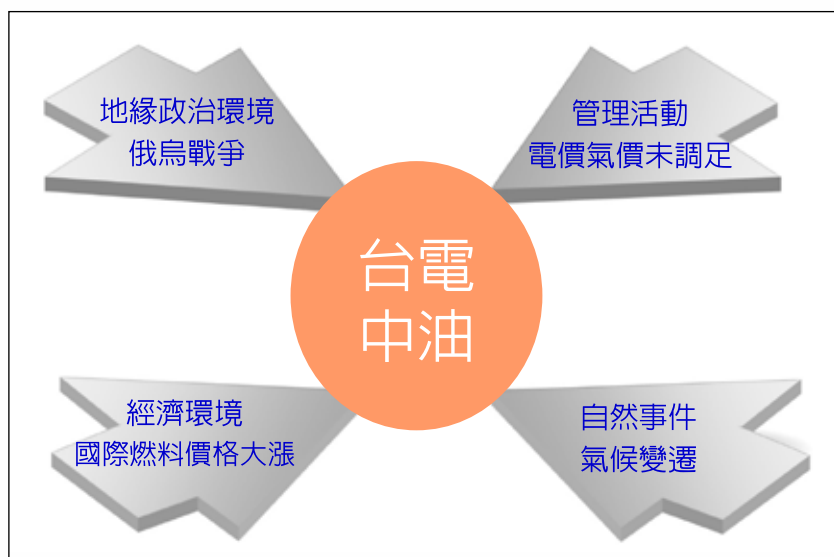 地緣政治環境
俄烏戰爭
管理活動
電價氣價未調足
台電
中油
經濟環境
國際燃料價格大漲
自然事件
氣候變遷